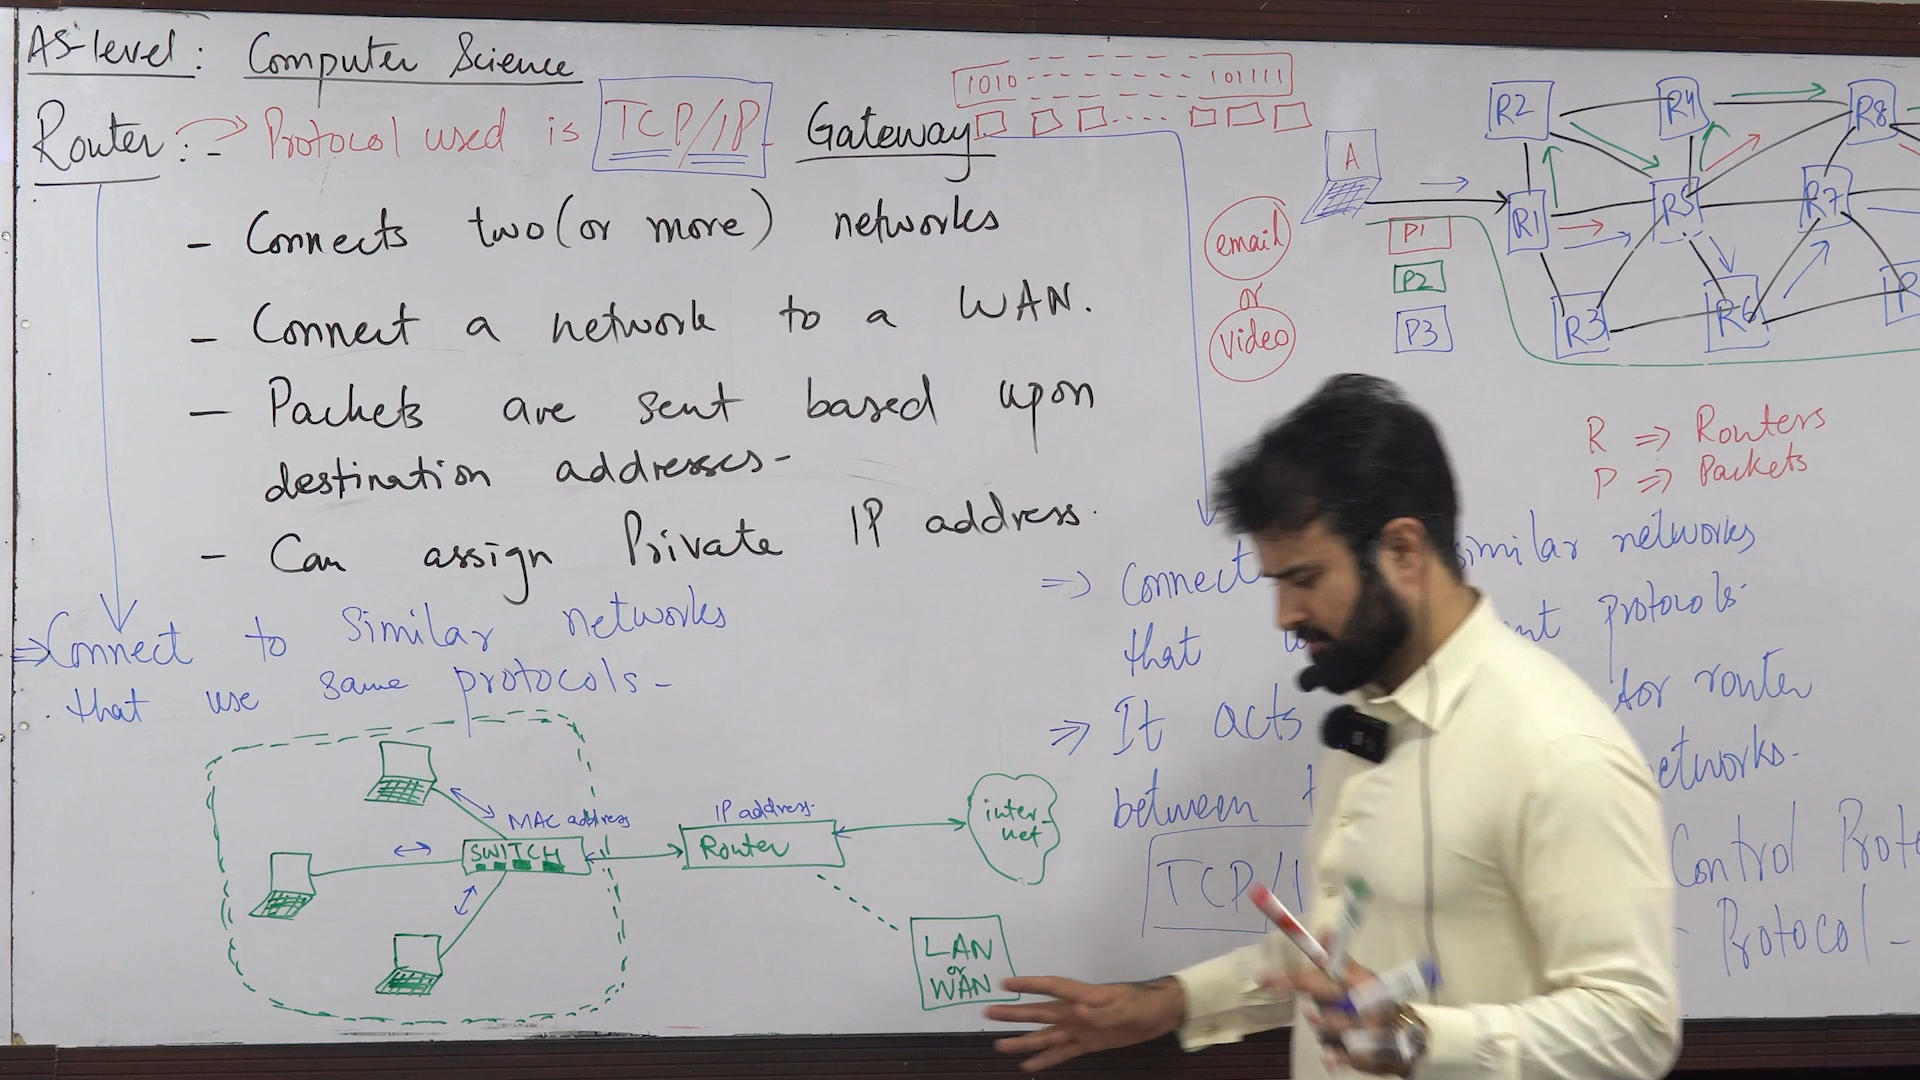 AS-level : Computer Science
Router :- Protocol used is TCP/IP Gateway
- Connects two (or more) networks
- Connect a network to a WAN.
- Packets are sent based upon
destination addresses-
- Can assign Private IP address.
=> Connect to similar networks
that use same protocols-
MAC address
SWITCH
IP address.
Router
inter-
net
LAN
or
WAN
1010 - - - - - - - 101111
A
email
or
Video
P1
P2
P3
R2
R4
R8
R1
R5
R7
R3
R6
R => Routers
P => Packets
=> Connect similar networks
that protocols.
=> It acts for router
between networks-
TCP/I Control
Protocol -